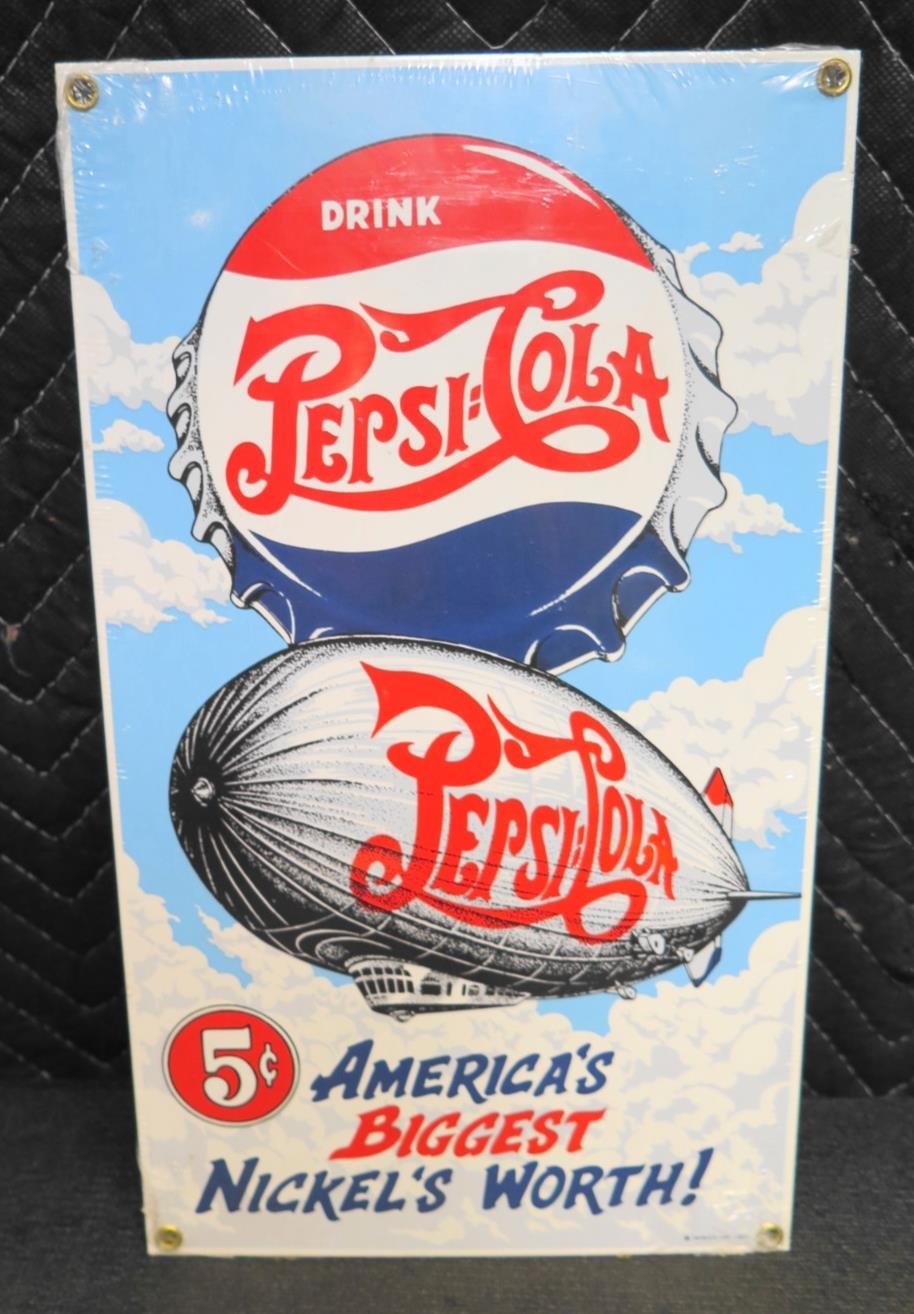 DRINK
PEPSI=COLA
PEPSI=COLA
5¢
AMERICA'S
BIGGEST
NICKEL'S WORTH!